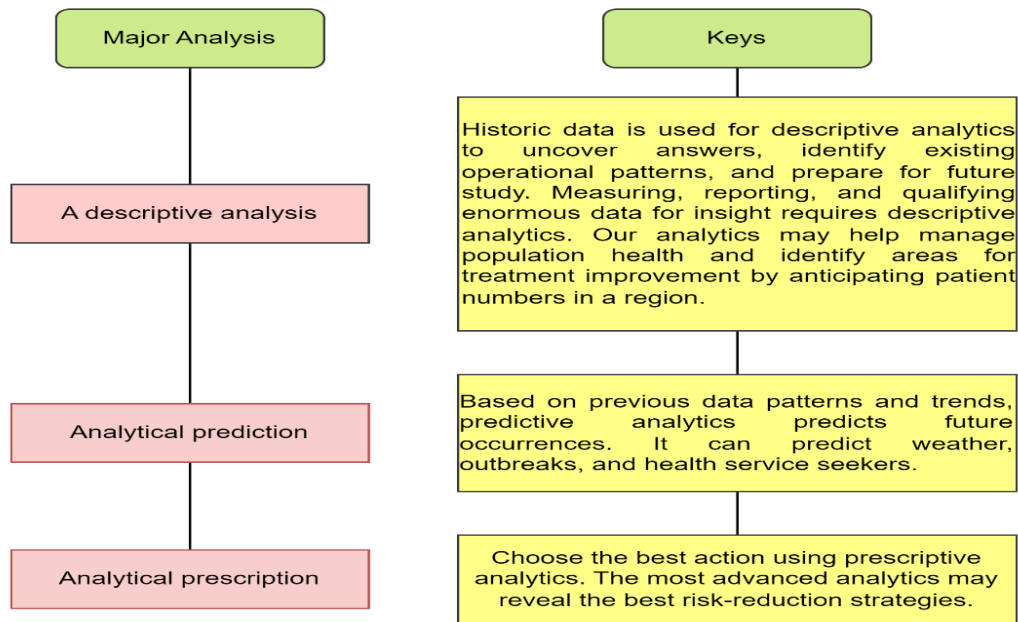 Major Analysis
A descriptive analysis
Analytical prediction
Analytical prescription
Keys
Historic data is used for descriptive analytics
to uncover answers, identify existing
operational patterns, and prepare for future
study. Measuring, reporting, and qualifying
enormous data for insight requires descriptive
analytics. Our analytics may help manage
population health and identify areas for
treatment improvement by anticipating patient
numbers in a region.
Based on previous data patterns and trends,
predictive analytics predicts future
occurrences. It can predict weather,
outbreaks, and health service seekers.
Choose the best action using prescriptive
analytics. The most advanced analytics may
reveal the best risk-reduction strategies.